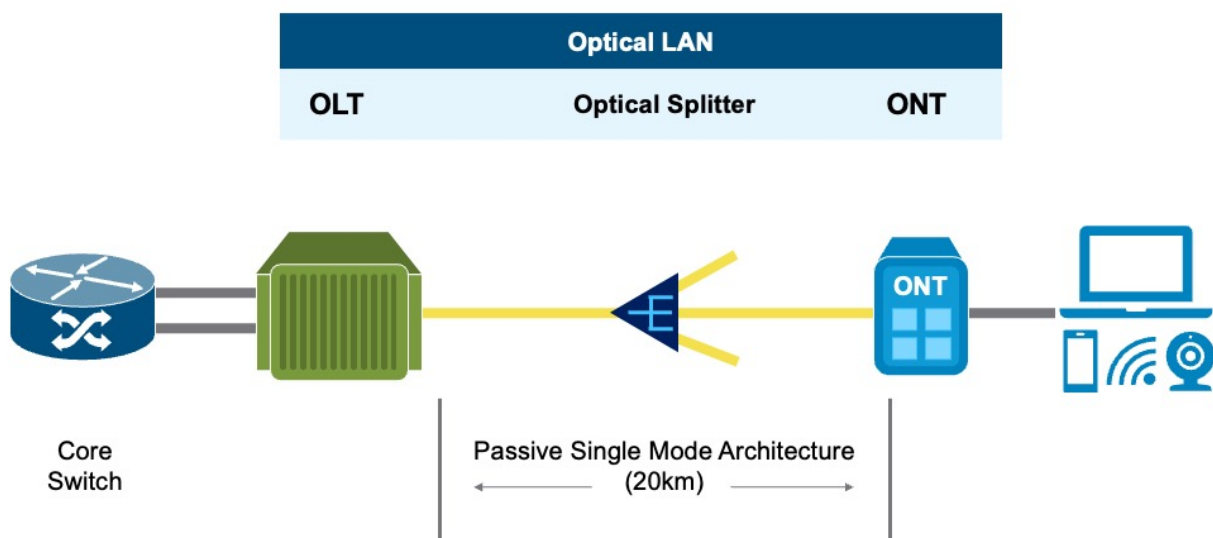 Optical LAN
OLT
Optical Splitter
ONT
ONT
Core
Switch
Passive Single Mode Architecture
(20km)